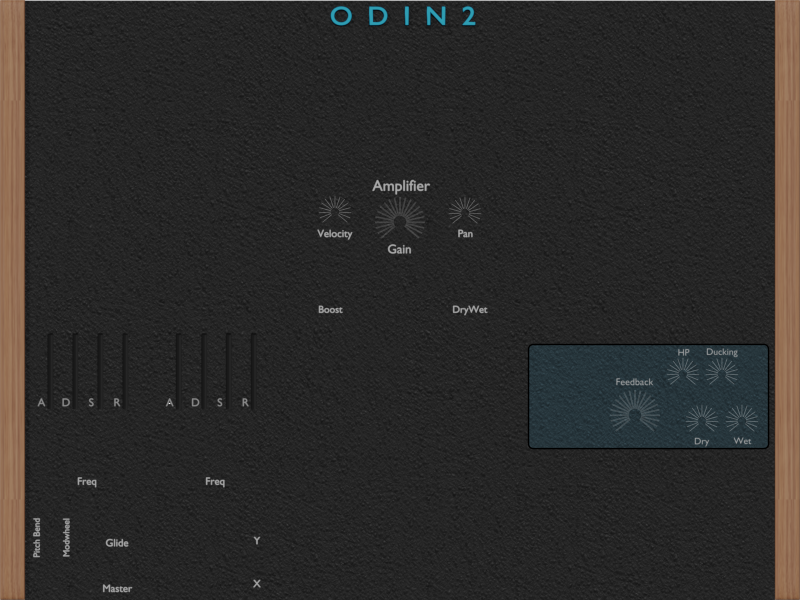 ODIN2
Amplifier
Velocity
Pan
Gain
Boost
DryWet
HP Ducking
Feedback
A D S R
A D S R
Dry Wet
Freq
Freq
Pitch Bend
Modwheel
Glide
Y
Master
X